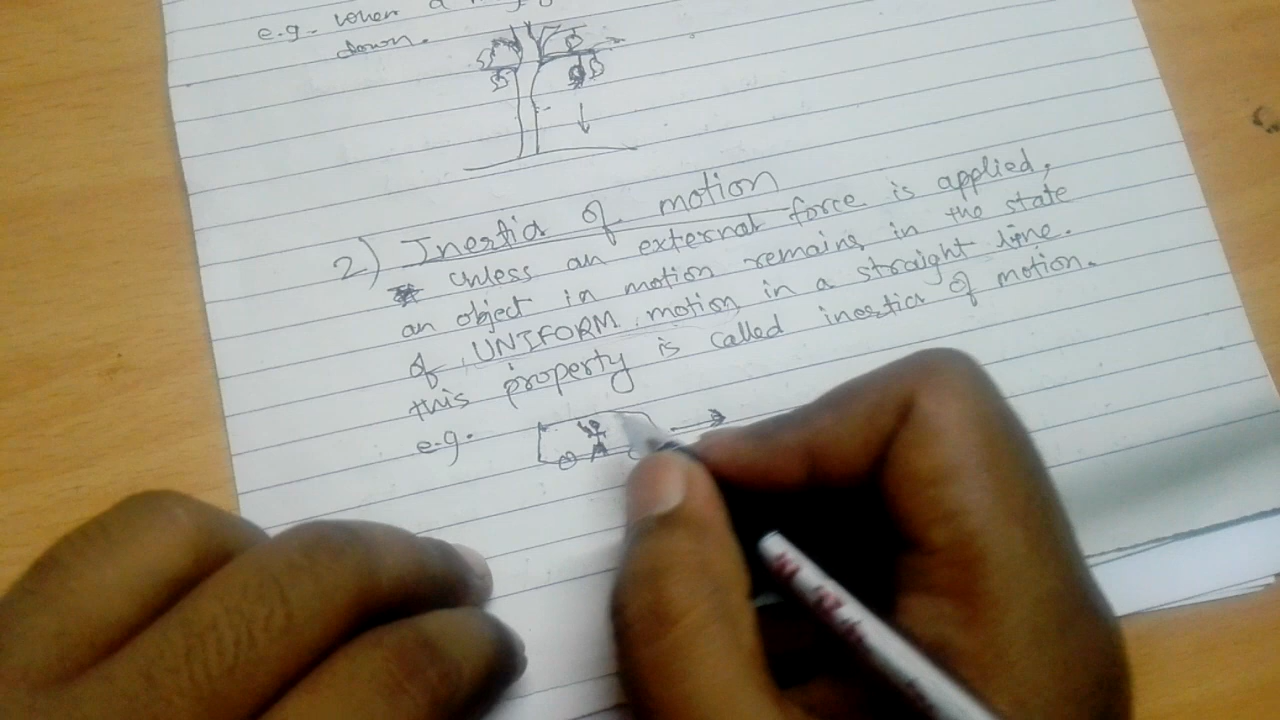 e.g. when a
down.
2) Inertia of motion
unless an external force is applied,
an object in motion remains in the state
of UNIFORM motion in a straight line.
this property is called inertia of motion.
e.g.